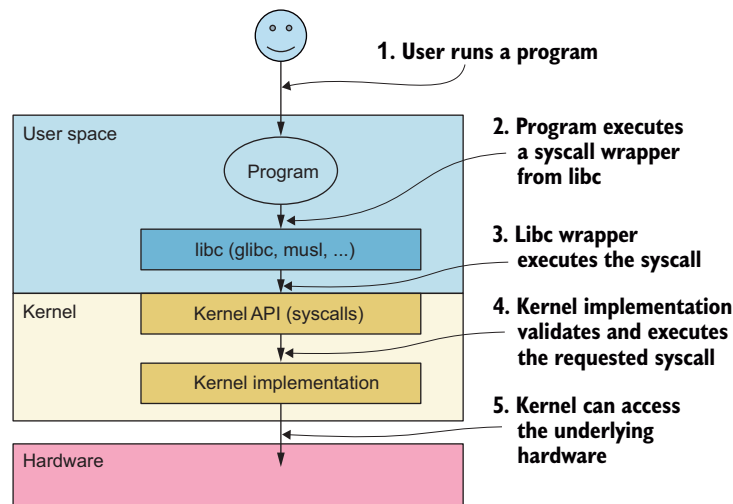 1. User runs a program
User space
2. Program executes
a syscall wrapper
from libc
Program
libc (glibc, musl, ...)
3. Libc wrapper
executes the syscall
Kernel
Kernel API (syscalls)
4. Kernel implementation
validates and executes
the requested syscall
Kernel implementation
5. Kernel can access
the underlying
hardware
Hardware